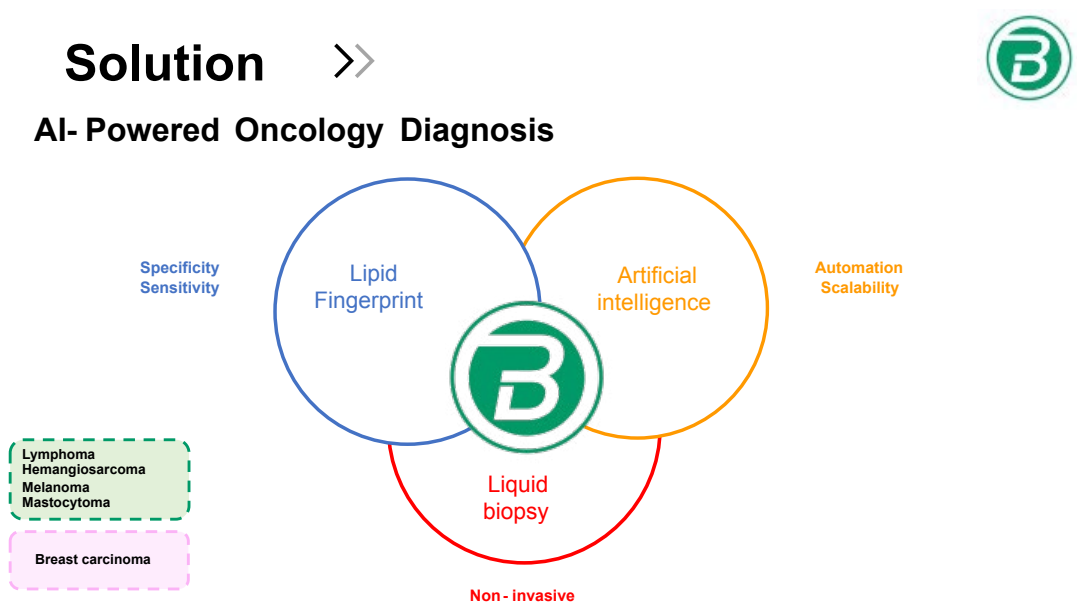 Solution
AI- Powered Oncology Diagnosis
Specificity
Sensitivity
Lipid
Fingerprint
Artificial
intelligence
Automation
Scalability
B
Liquid
biopsy
Non - invasive
Lymphoma
Hemangiosarcoma
Melanoma
Mastocytoma
Breast carcinoma